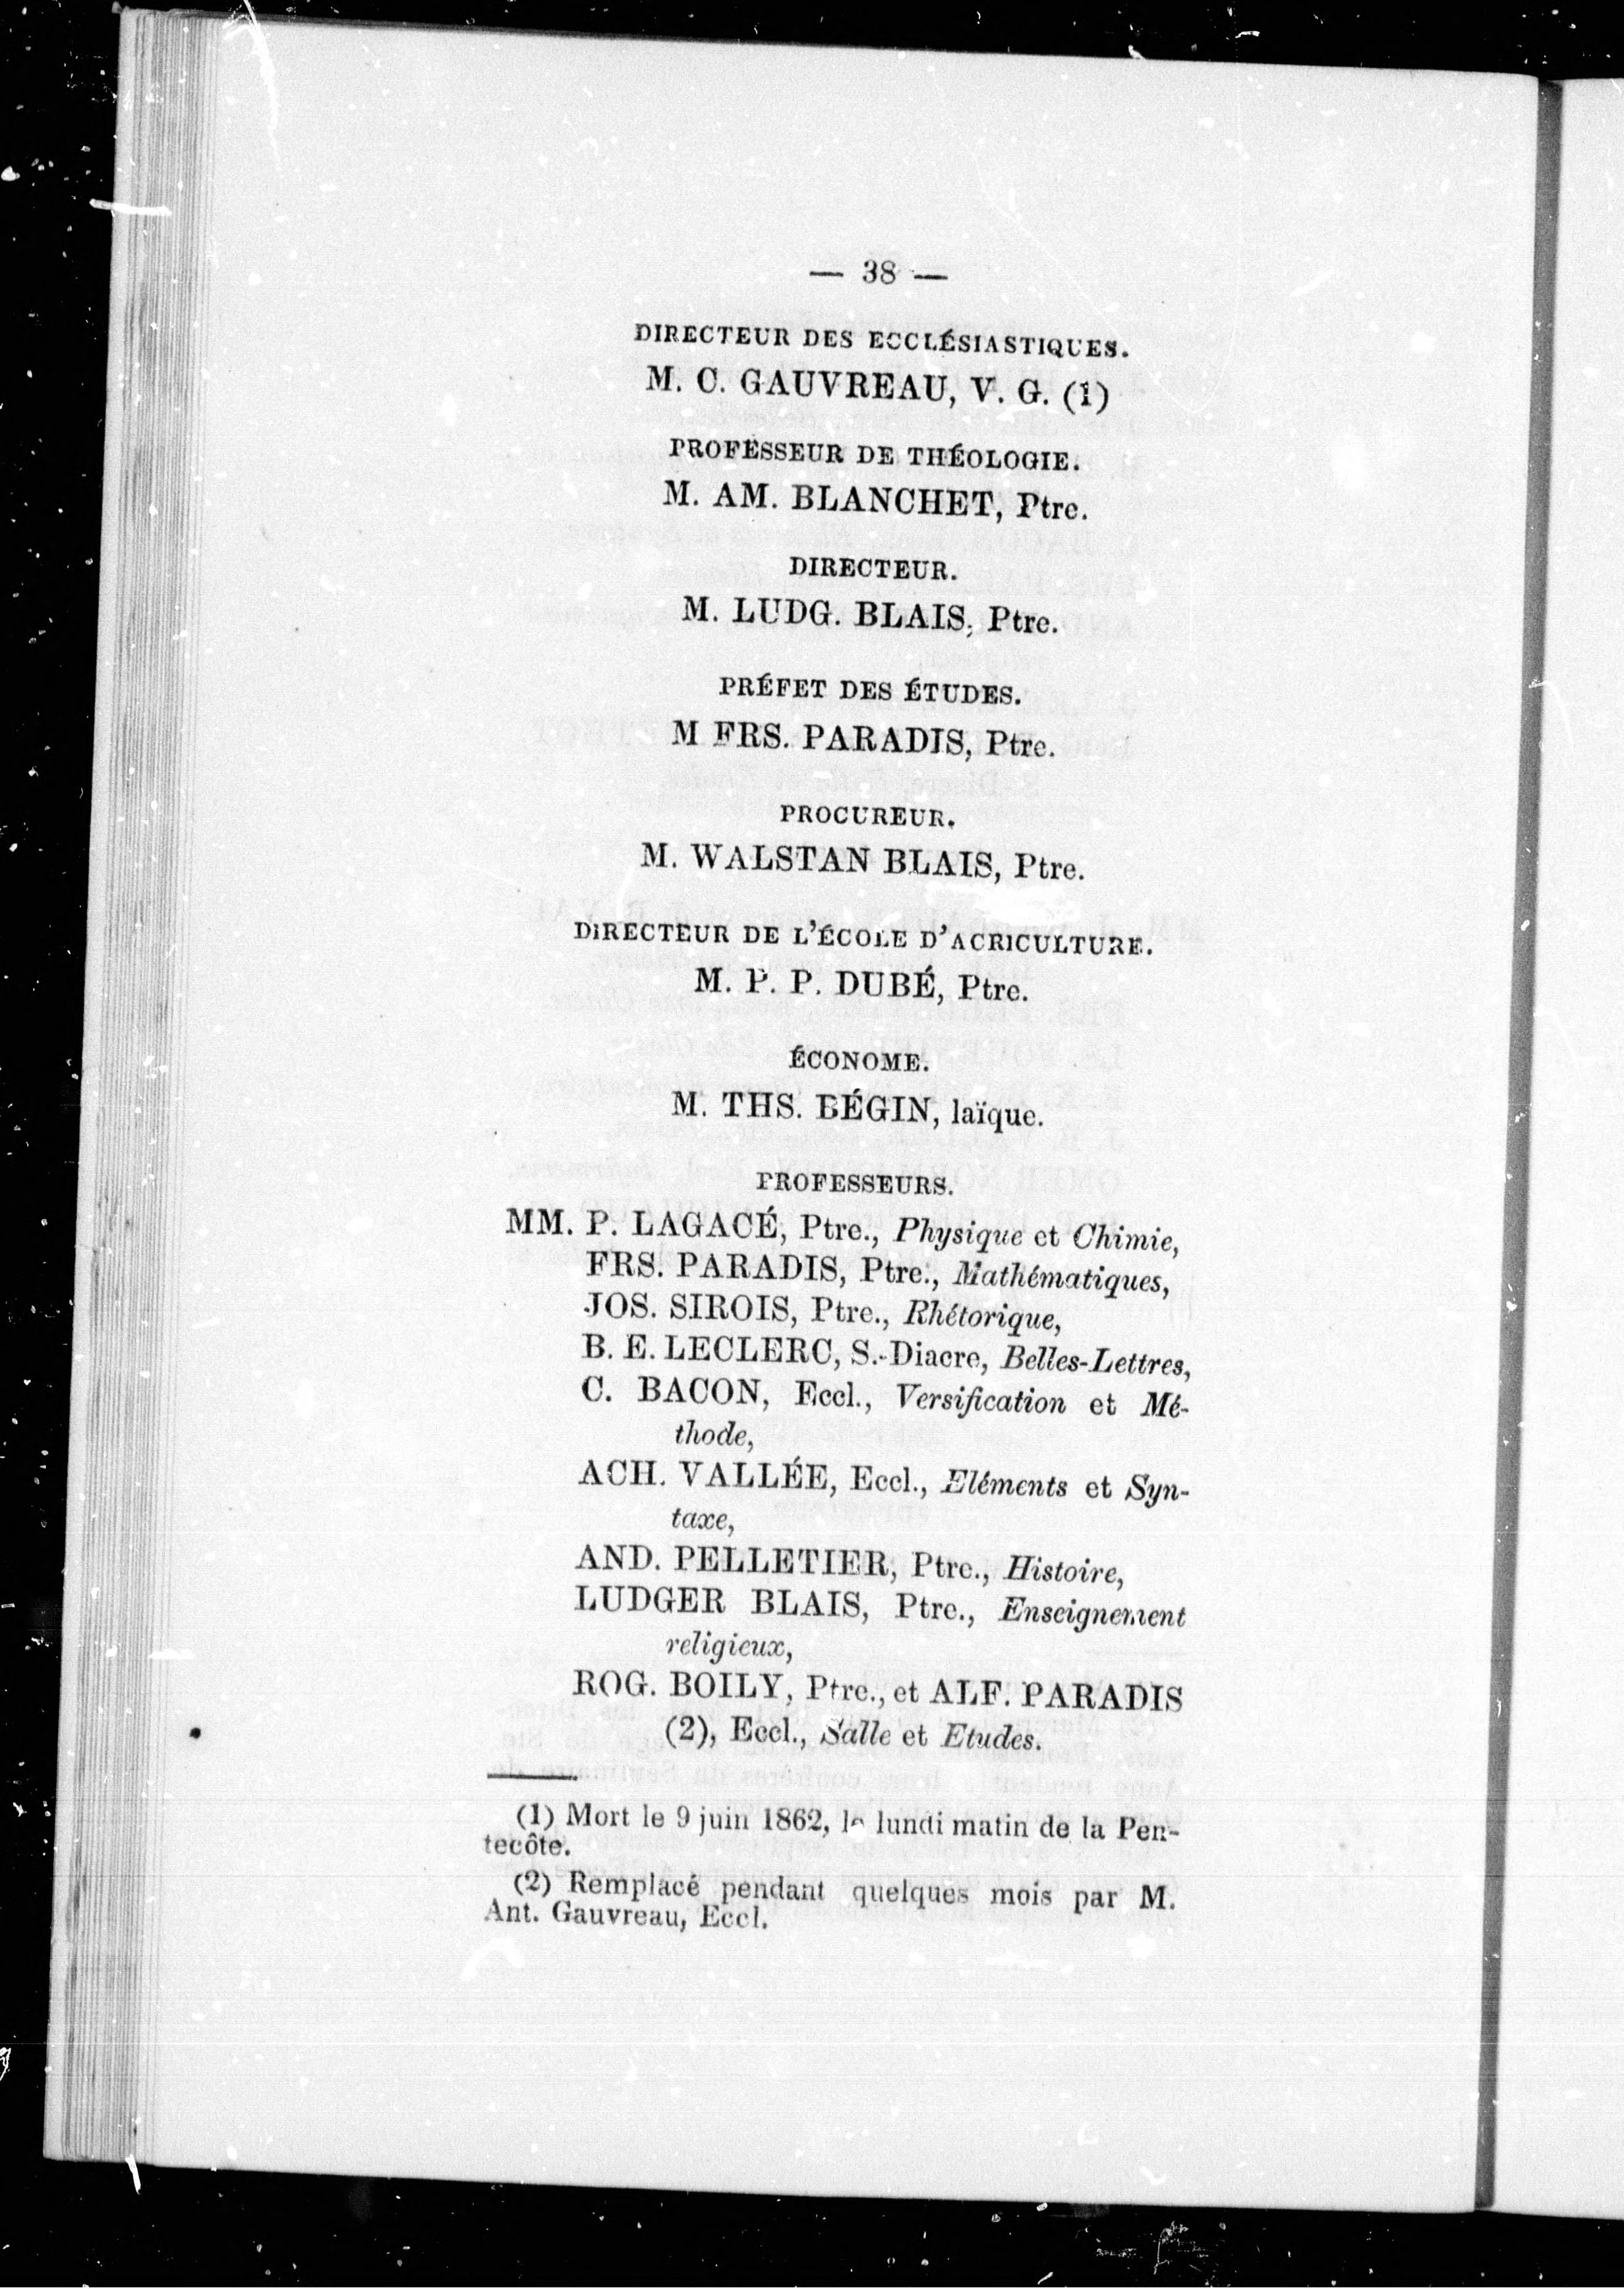 — 38 —
DIRECTEUR DES ECCLÉSIASTIQUES.
M. C. GAUVREAU, V. G. (1)
PROFESSEUR DE THÉOLOGIE.
M. AM. BLANCHET, Ptre.
DIRECTEUR.
M. LUDG. BLAIS, Ptre.
PRÉFET DES ÉTUDES.
M FRS. PARADIS, Ptre.
PROCUREUR.
M. WALSTAN BLAIS, Ptre.
DIRECTEUR DE L'ÉCOLE D'ACRICULTURE.
M. P. P. DUBÉ, Ptre.
ÉCONOME.
M. THS. BÉGIN, laïque.
PROFESSEURS.
MM. P. LAGACÉ, Ptre., Physique et Chimie,
FRS. PARADIS, Ptre., Mathématiques,
JOS. SIROIS, Ptre., Rhétorique,
B. E. LECLERC, S.-Diacre, Belles-Lettres,
C. BACON, Eccl., Versification et Mé-
thode,
ACH. VALLÉE, Eccl., Eléments et Syn-
taxe,
AND. PELLETIER, Ptre., Histoire,
LUDGER BLAIS, Ptre., Enseignement
religieux,
ROG. BOILY, Ptre., et ALF. PARADIS
(2), Eccl., Salle et Etudes.
(1) Mort le 9 juin 1862, le lundi matin de la Pen-
tecôte.
(2) Remplacé pendant quelques mois par M.
Ant. Gauvreau, Eccl.